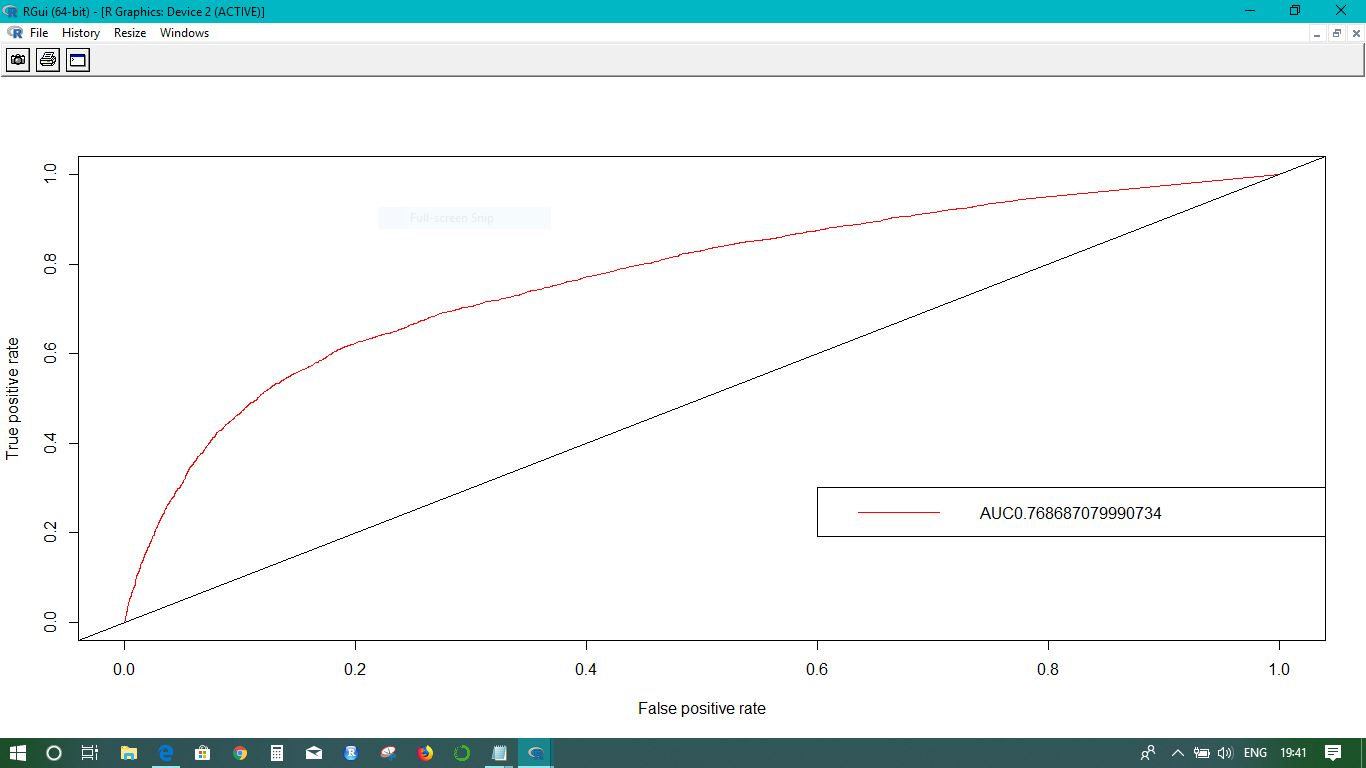 RGui (64-bit) - [R Graphics: Device 2 (ACTIVE)]
File History Resize Windows
Full-screen Snip
1.0
0.8
0.6
0.4
0.2
0.0
True positive rate
AUC0.768687079990734
0.0 0.2 0.4 0.6 0.8 1.0
False positive rate
ENG 19:41